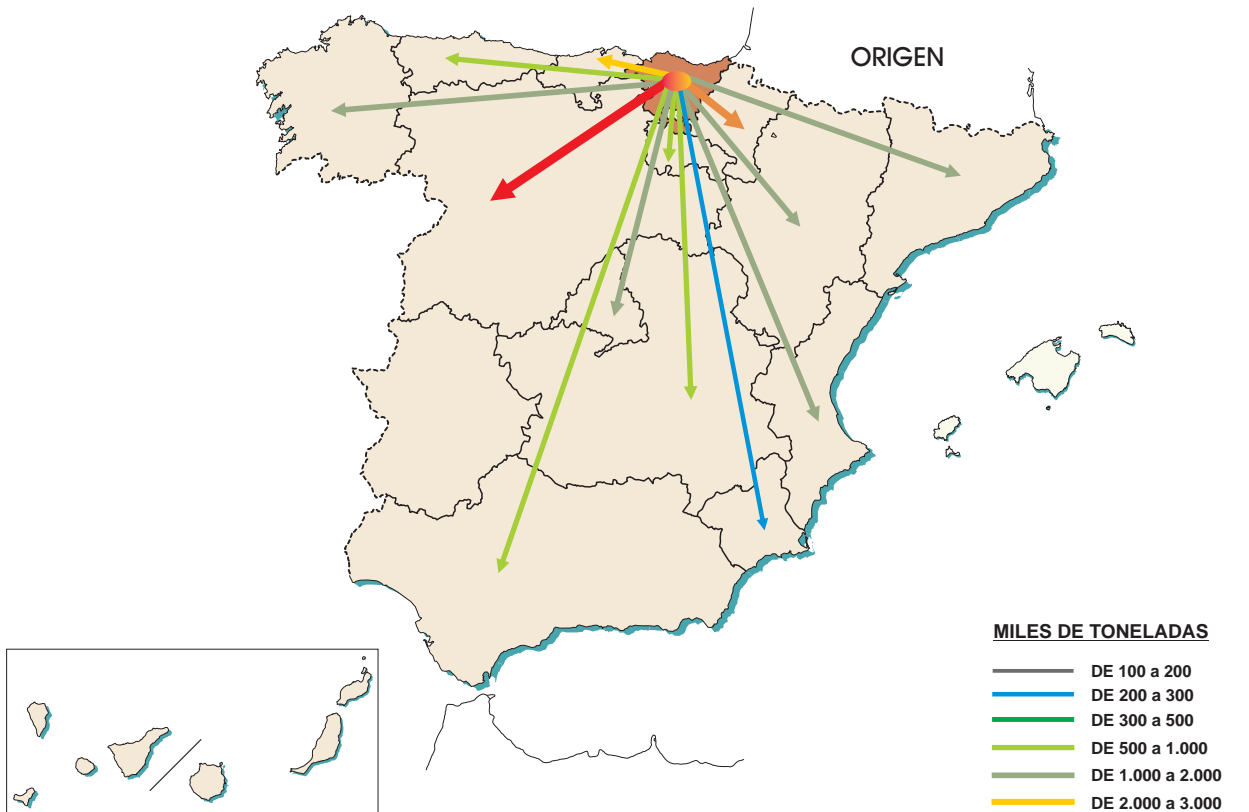 ORIGEN
MILES DE TONELADAS
DE 100 a 200
DE 200 a 300
DE 300 a 500
DE 500 a 1.000
DE 1.000 a 2.000
DE 2.000 a 3.000